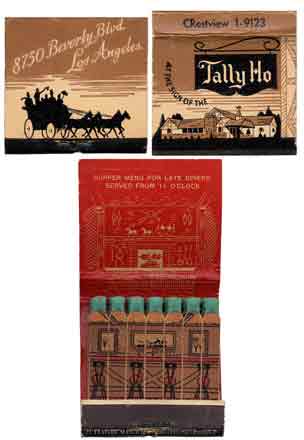 8750 Beverly Blvd.
Los Angeles
CRestview 1-9123
AT THE SIGN OF THE
Tally Ho
SUPPER MENU FOR LATE DINERS
SERVED FROM 11 O'CLOCK